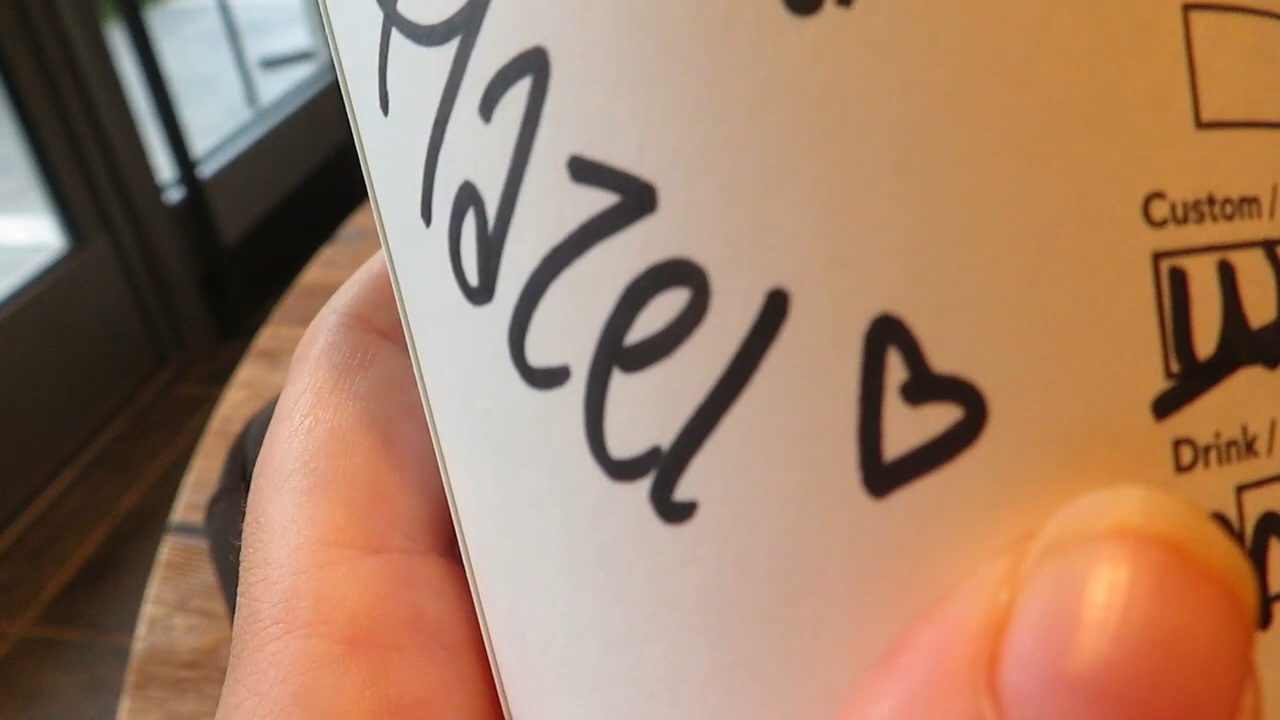 Hazel ♡
Custom /
Drink /